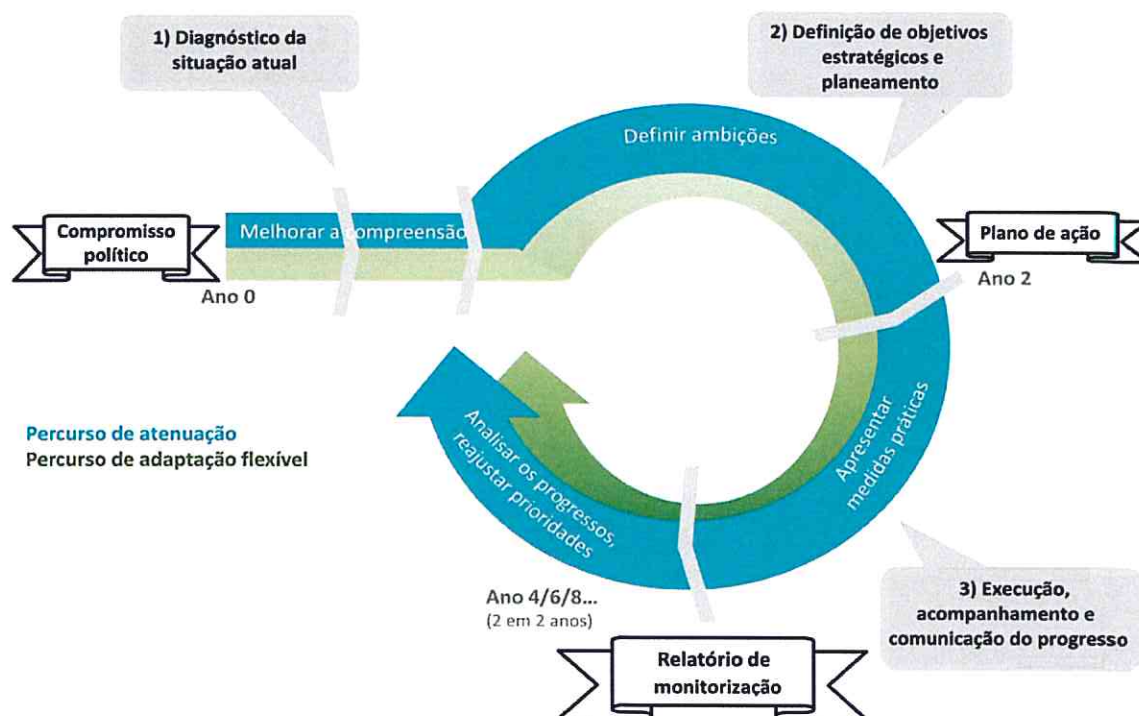 1) Diagnóstico da
situação atual
2) Definição de objetivos
estratégicos e
planeamento
Definir ambições
Compromisso
político
Melhorar a compreensão
Plano de ação
Ano 0
Ano 2
Percurso de atenuação
Percurso de adaptação flexível
Analisar os progressos,
reajustar prioridades
Apresentar
medidas práticas
Ano 4/6/8...
(2 em 2 anos)
3) Execução,
acompanhamento e
comunicação do progresso
Relatório de
monitorização